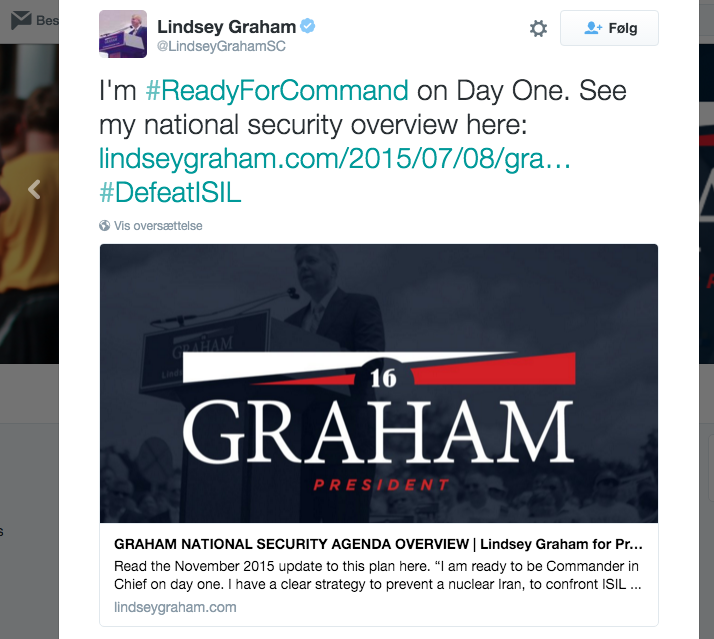 Bes
Lindsey Graham
@LindseyGrahamSC
Følg
I'm #ReadyForCommand on Day One. See
my national security overview here:
lindseygraham.com/2015/07/08/gra…
#DefeatISIL
Vis oversættelse
GRAHAM
16
GRAHAM
PRESIDENT
GRAHAM NATIONAL SECURITY AGENDA OVERVIEW | Lindsey Graham for Pr...
Read the November 2015 update to this plan here. “I am ready to be Commander in
Chief on day one. I have a clear strategy to prevent a nuclear Iran, to confront ISIL ...
lindseygraham.com